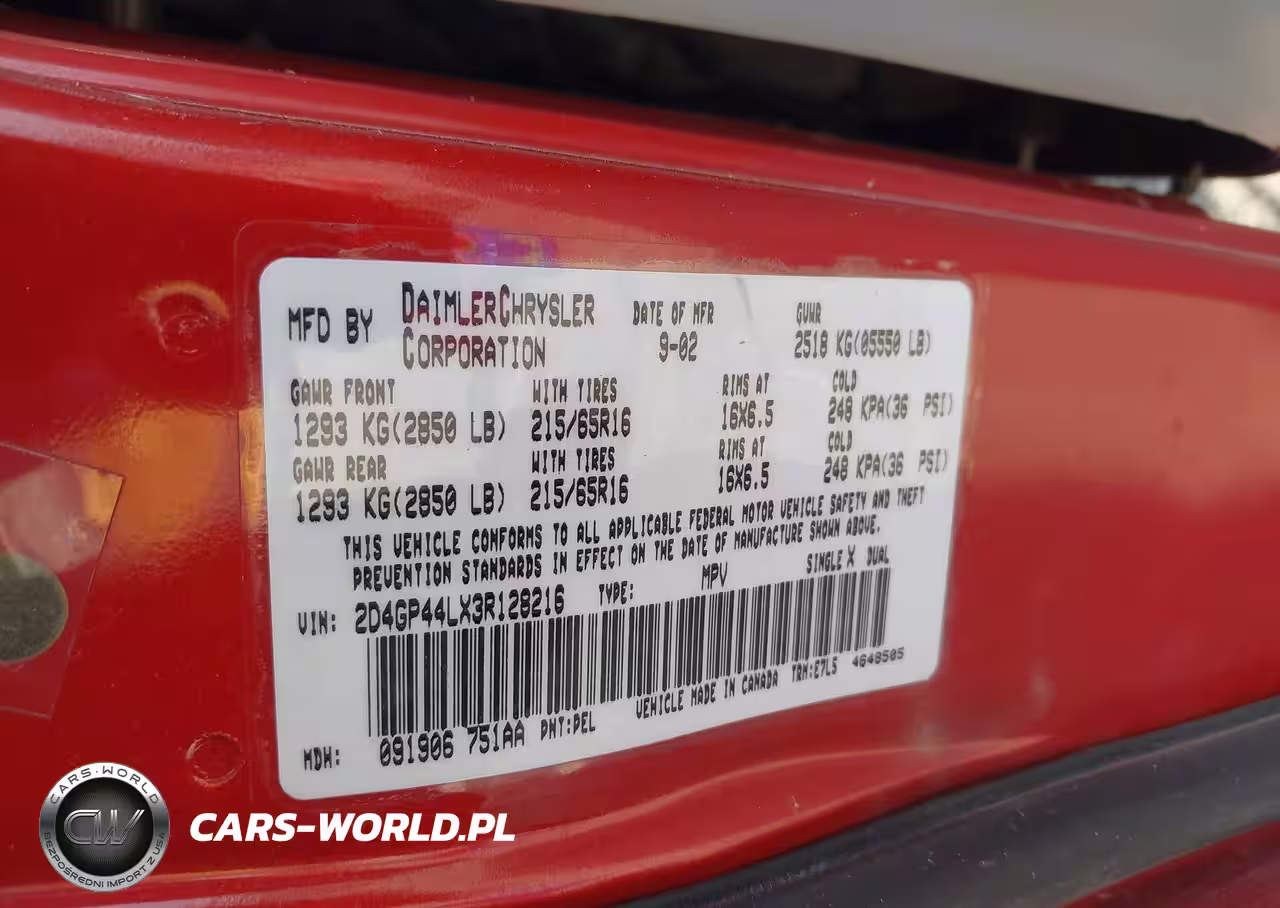 MFD BY DAIMLERCHRYSLER CORPORATION
DATE OF MFR
9-02
GVWR
2518 KG(05550 LB)
GAWR FRONT WITH TIRES RIMS AT COLD
1293 KG(2850 LB) 215/65R16 16X6.5 248 KPA(36 PSI)
GAWR REAR WITH TIRES RIMS AT COLD
1293 KG(2850 LB) 215/65R16 16X6.5 248 KPA(36 PSI)
THIS VEHICLE CONFORMS TO ALL APPLICABLE FEDERAL MOTOR VEHICLE SAFETY AND THEFT
PREVENTION STANDARDS IN EFFECT ON THE DATE OF MANUFACTURE SHOWN ABOVE.
VIN: 2D4GP44LX3R128216 TYPE: MPV SINGLE X DUAL
MDH: 091906 751AA PNT:PEL VEHICLE MADE IN CANADA TRM:E7L5 4648505
CARS-WORLD
CW
BEZPOŚREDNI IMPORT Z USA
CARS-WORLD.PL